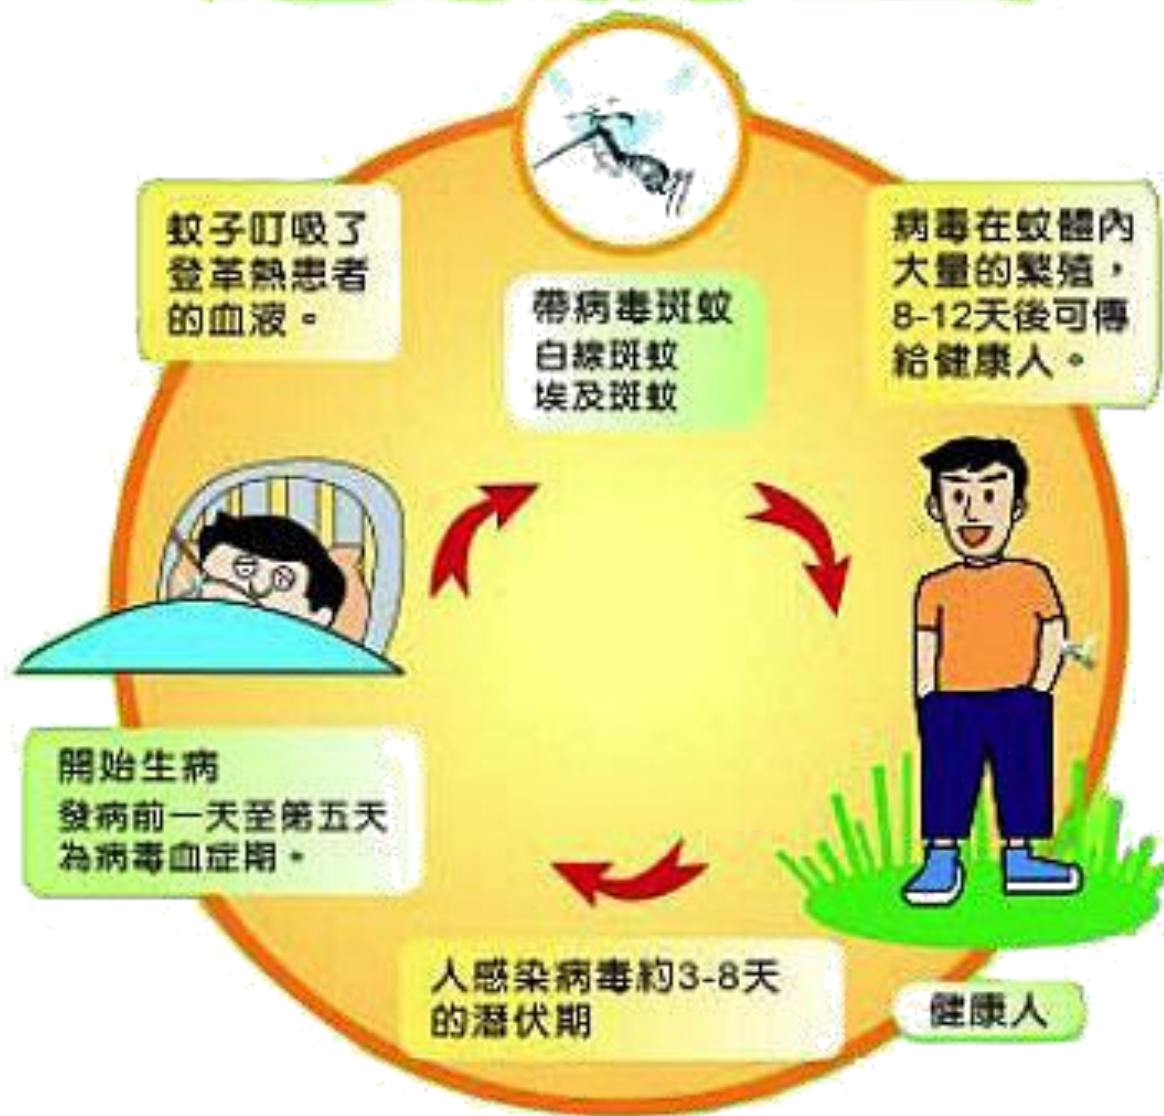 蚊子叮吸了
登革熱患者
的血液。
帶病毒斑蚊
白線斑蚊
埃及斑蚊
病毒在蚊體內
大量的繁殖，
8-12天後可傳
給健康人。
開始生病
發病前一天至第五天
為病毒血症期。
人感染病毒約3-8天
的潛伏期
健康人